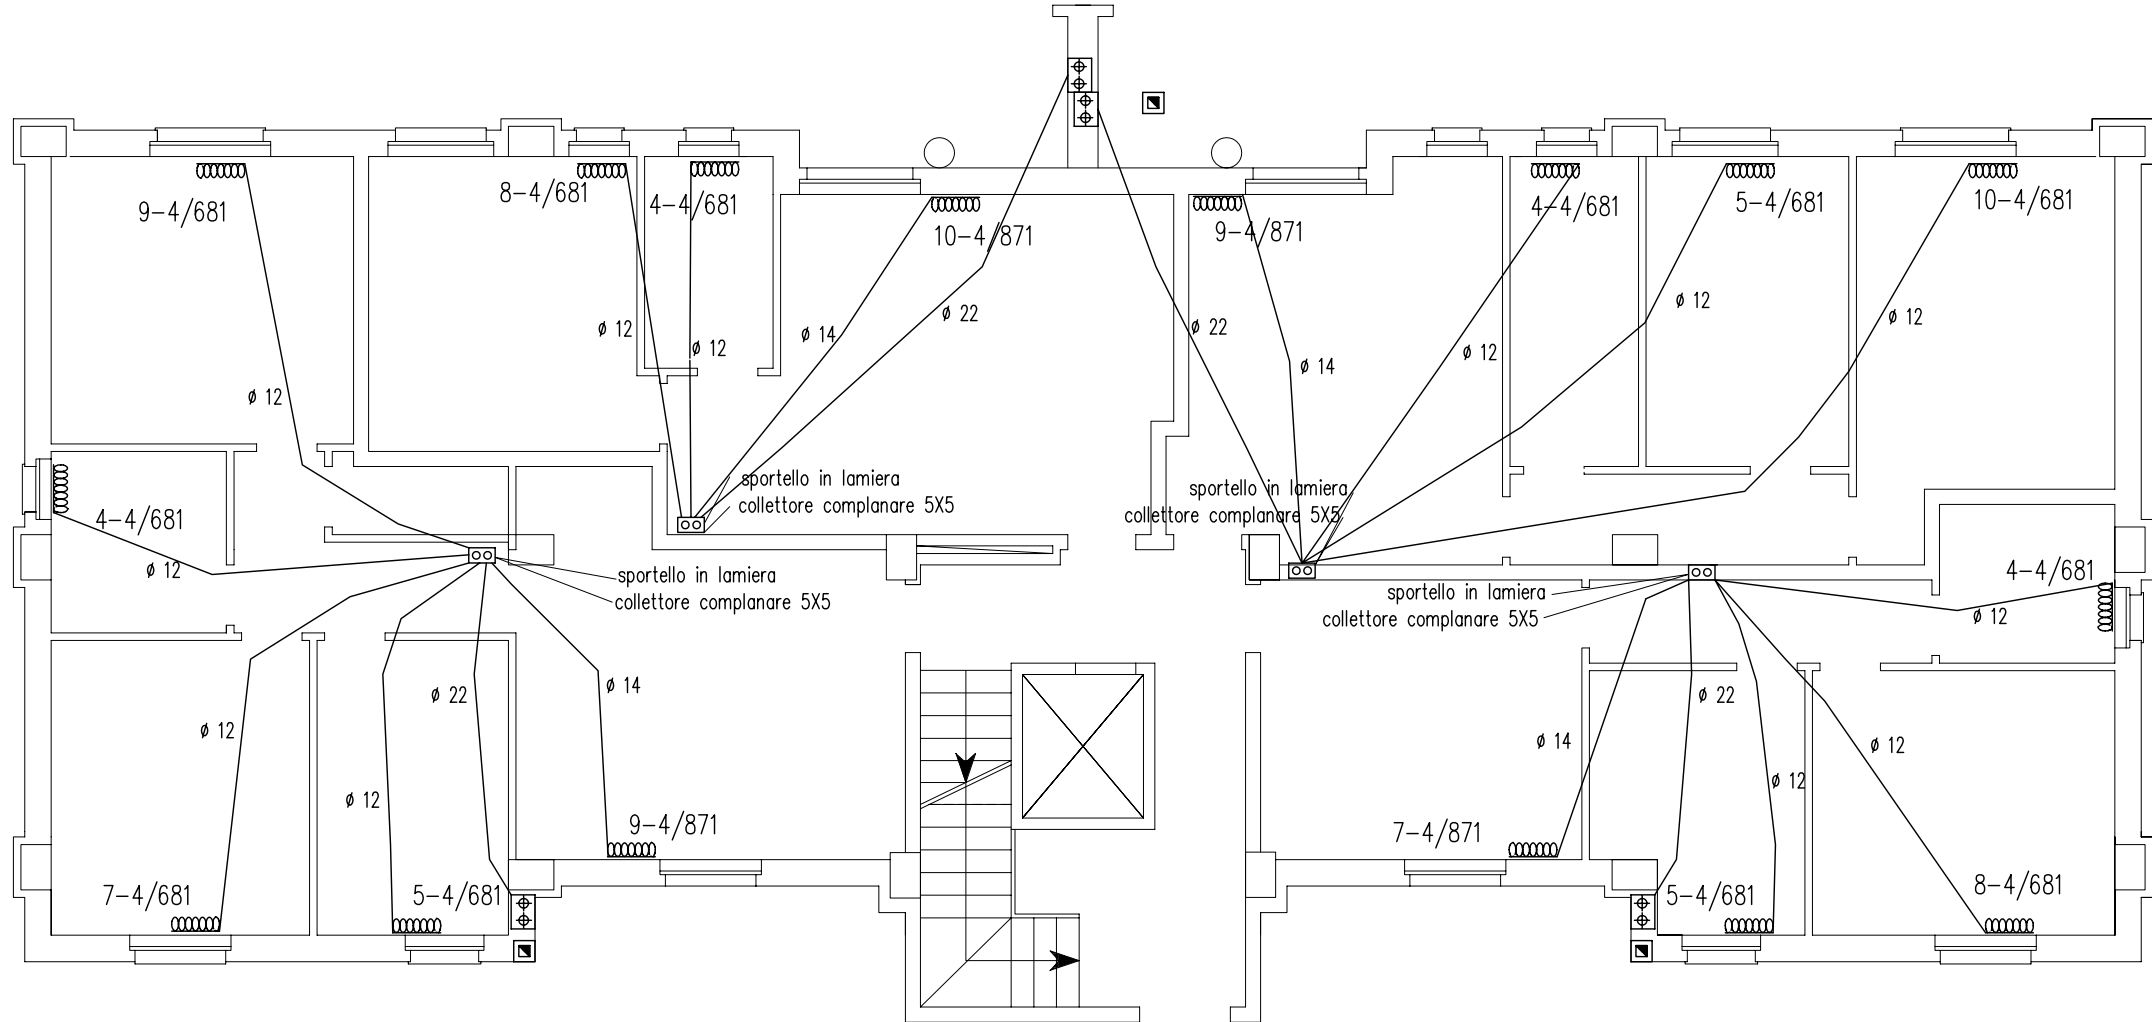 9-4/681
8-4/681
4-4/681
10-4/871
9-4/871
4-4/681
5-4/681
10-4/681
ø 12
ø 12
ø 12
ø 14
ø 22
ø 22
ø 14
ø 12
ø 12
ø 12
sportello in lamiera
collettore complanare 5X5
sportello in lamiera
collettore complanare 5X5
4-4/681
ø 12
sportello in lamiera
collettore complanare 5X5
sportello in lamiera
collettore complanare 5X5
4-4/681
ø 12
ø 12
ø 12
ø 22
ø 14
ø 14
ø 22
ø 12
ø 12
7-4/681
5-4/681
9-4/871
7-4/871
5-4/681
8-4/681